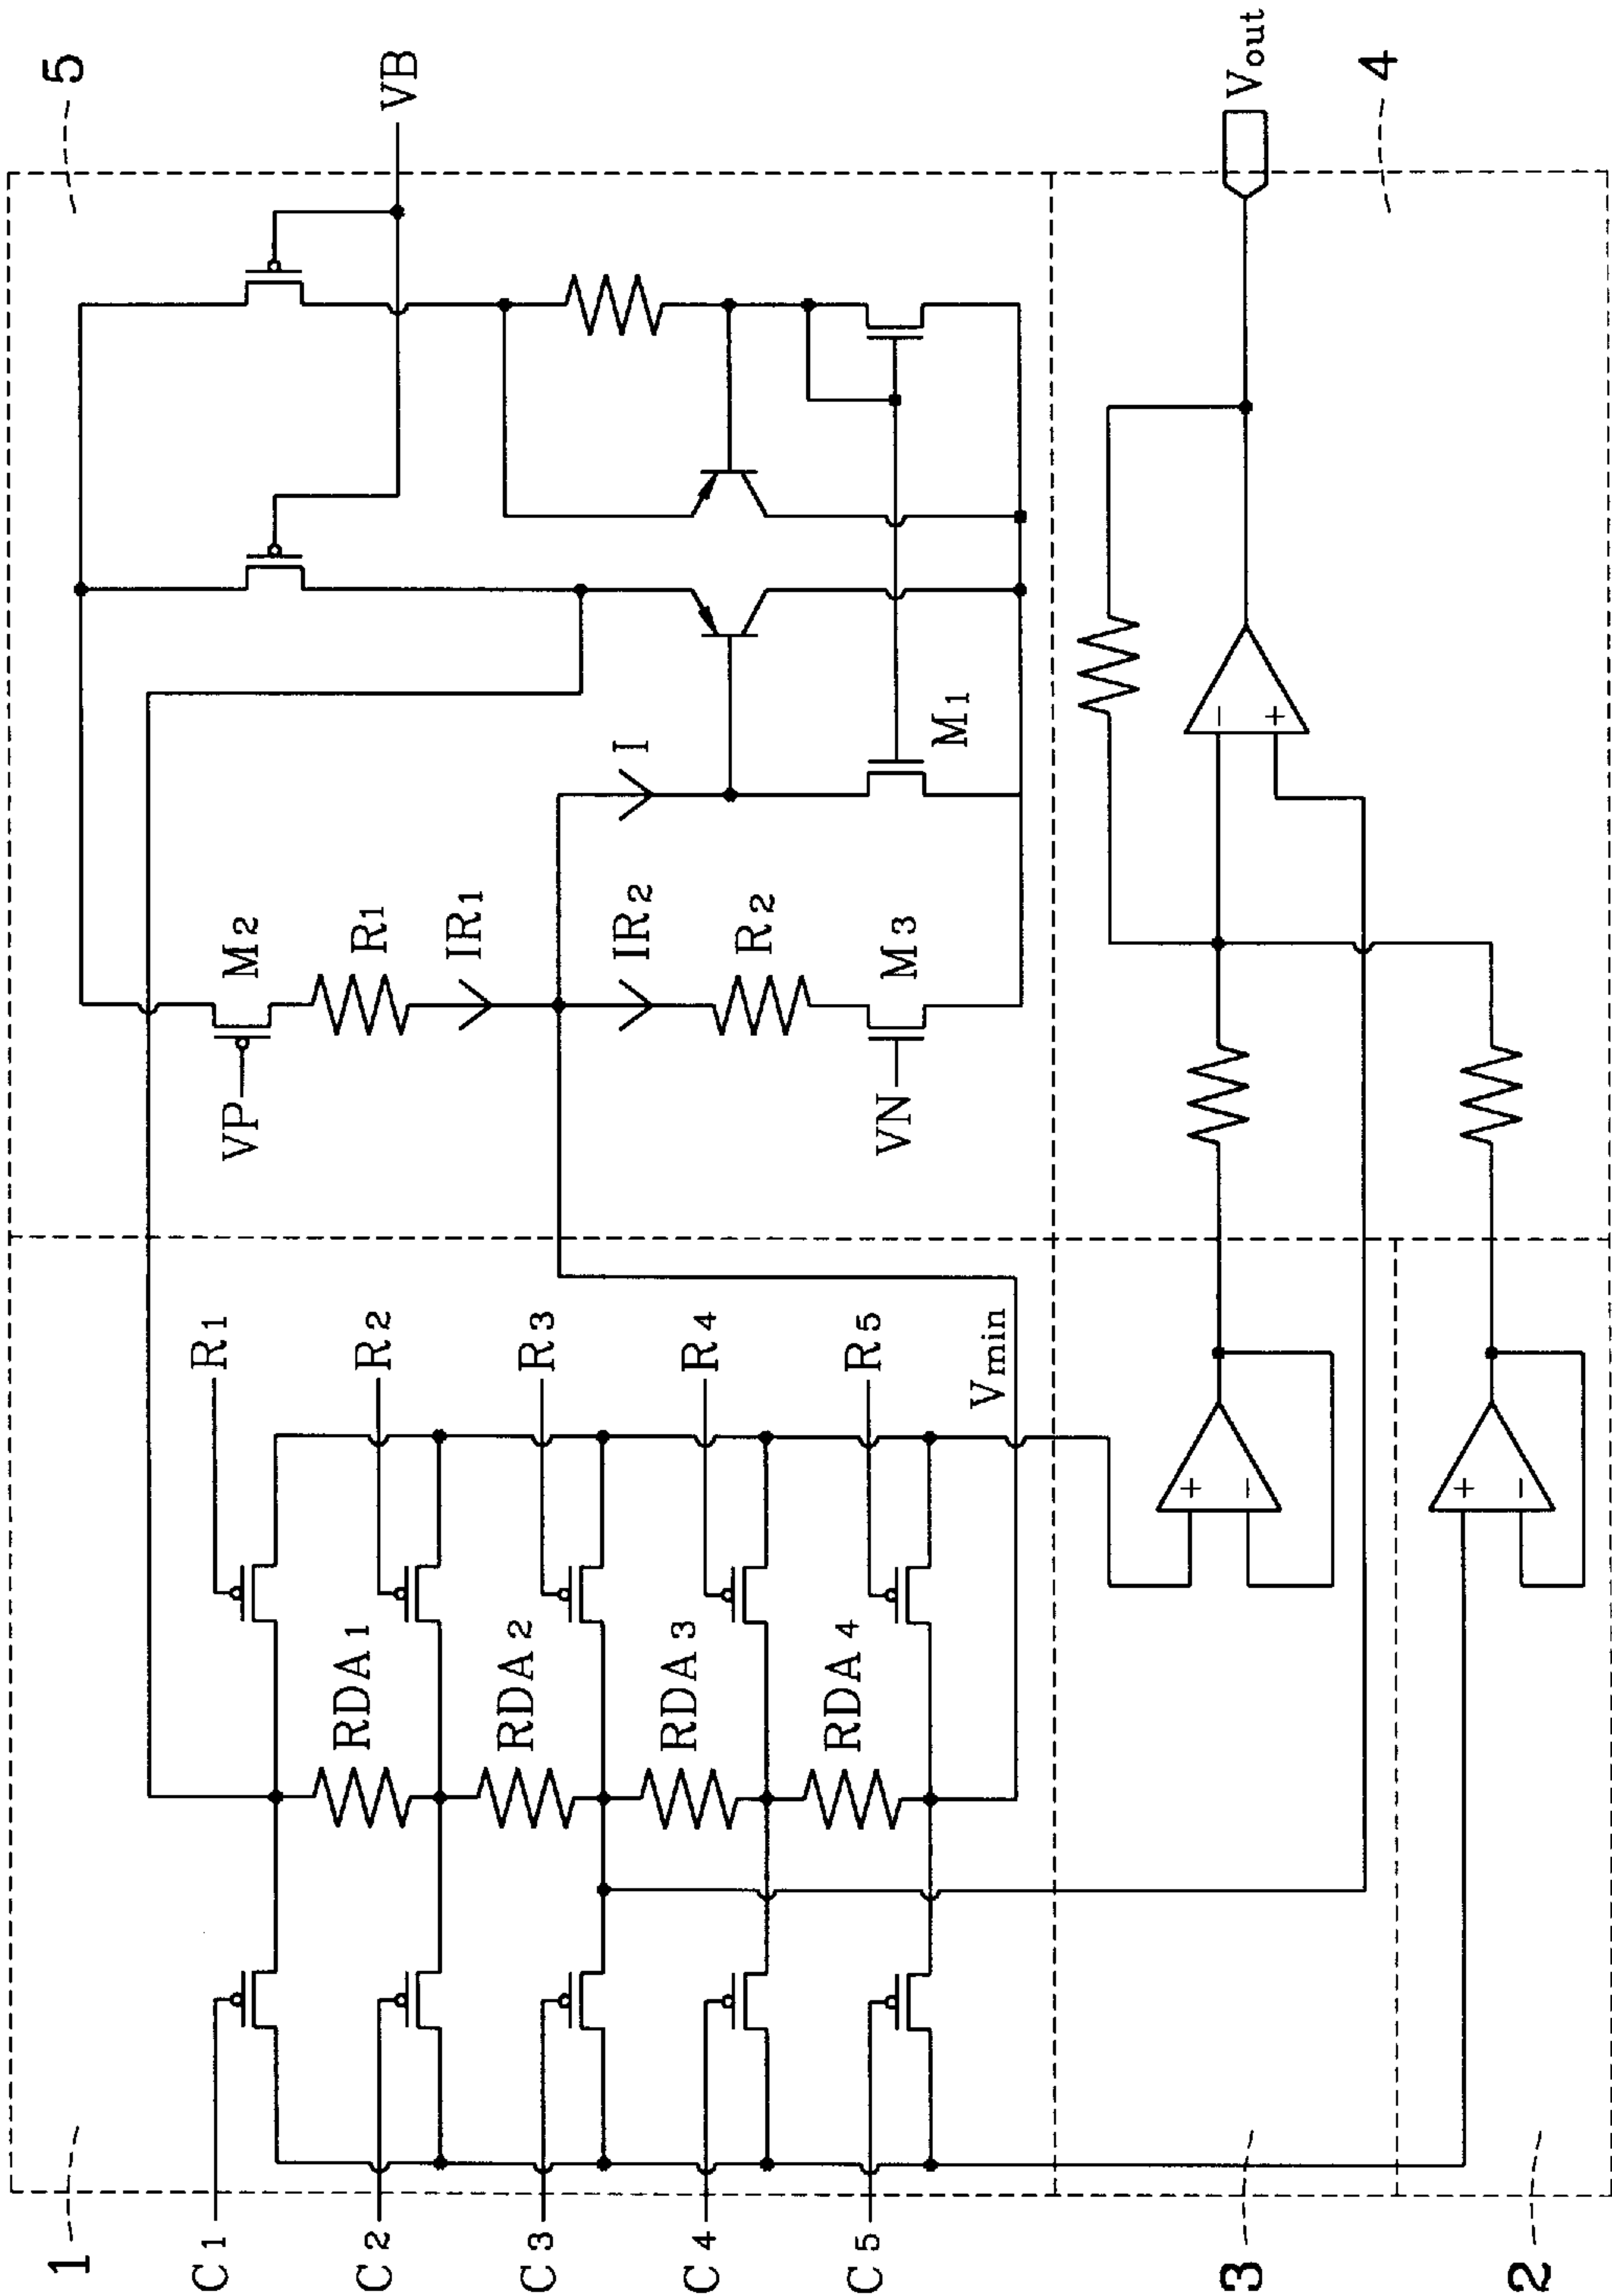 1
5
C1
C2
C3
C4
C5
R1
R2
R3
R4
R5
RDA1
RDA2
RDA3
RDA4
Vmin
VP
M2
R1
IR1
IR2
I
R2
VN
M3
M1
VB
3
2
+
−
+
−
−
+
Vout
4